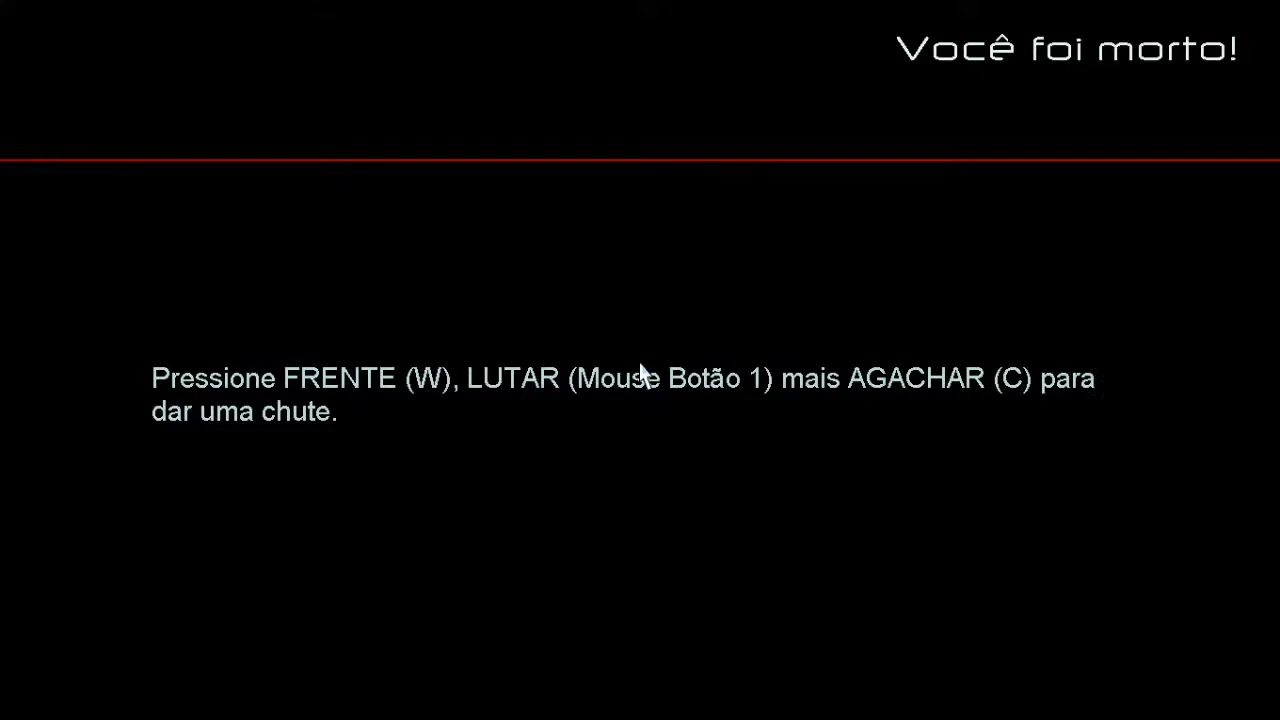 Você foi morto!
Pressione FRENTE (W), LUTAR (Mouse Botão 1) mais AGACHAR (C) para
dar uma chute.